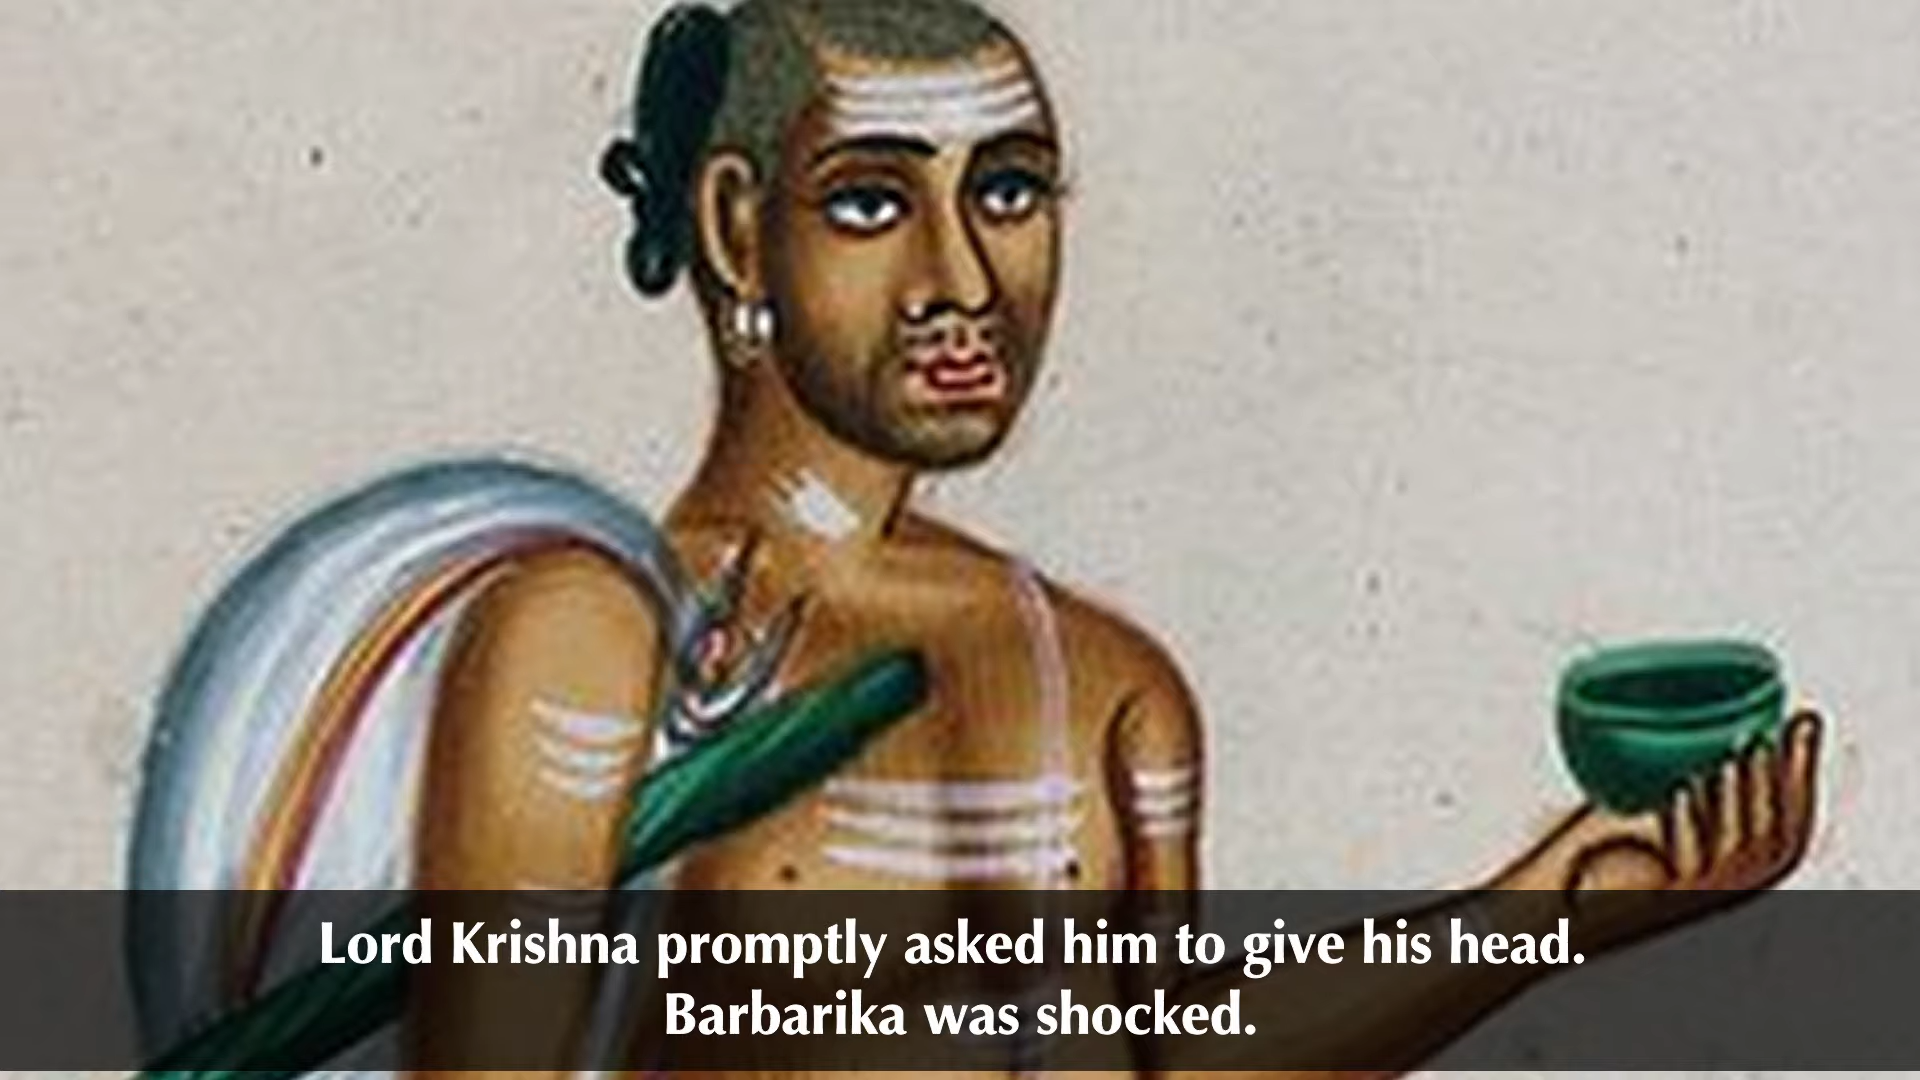 Lord Krishna promptly asked him to give his head.
Barbarika was shocked.